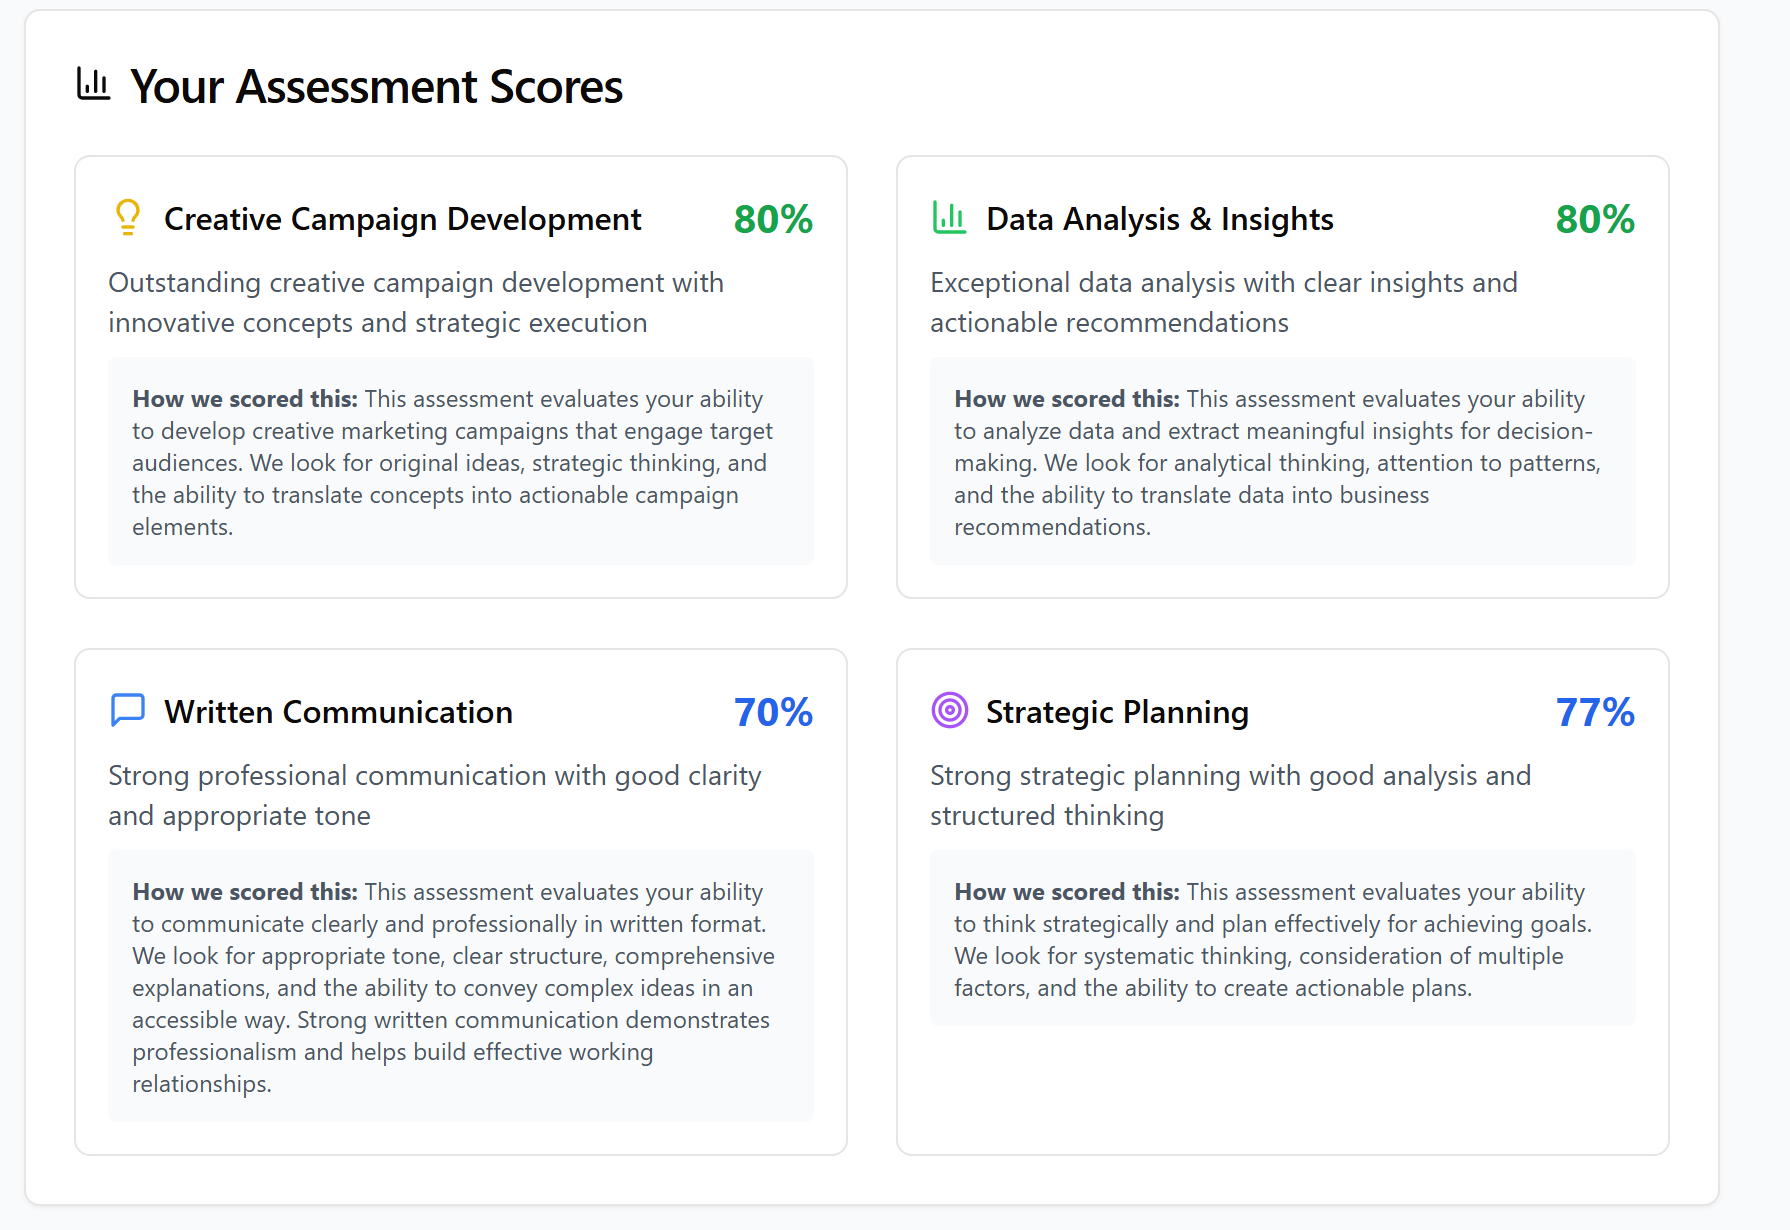 Your Assessment Scores
Creative Campaign Development 80%
Outstanding creative campaign development with
innovative concepts and strategic execution
How we scored this: This assessment evaluates your ability
to develop creative marketing campaigns that engage target
audiences. We look for original ideas, strategic thinking, and
the ability to translate concepts into actionable campaign
elements.
Data Analysis & Insights 80%
Exceptional data analysis with clear insights and
actionable recommendations
How we scored this: This assessment evaluates your ability
to analyze data and extract meaningful insights for decision-
making. We look for analytical thinking, attention to patterns,
and the ability to translate data into business
recommendations.
Written Communication 70%
Strong professional communication with good clarity
and appropriate tone
How we scored this: This assessment evaluates your ability
to communicate clearly and professionally in written format.
We look for appropriate tone, clear structure, comprehensive
explanations, and the ability to convey complex ideas in an
accessible way. Strong written communication demonstrates
professionalism and helps build effective working
relationships.
Strategic Planning 77%
Strong strategic planning with good analysis and
structured thinking
How we scored this: This assessment evaluates your ability
to think strategically and plan effectively for achieving goals.
We look for systematic thinking, consideration of multiple
factors, and the ability to create actionable plans.